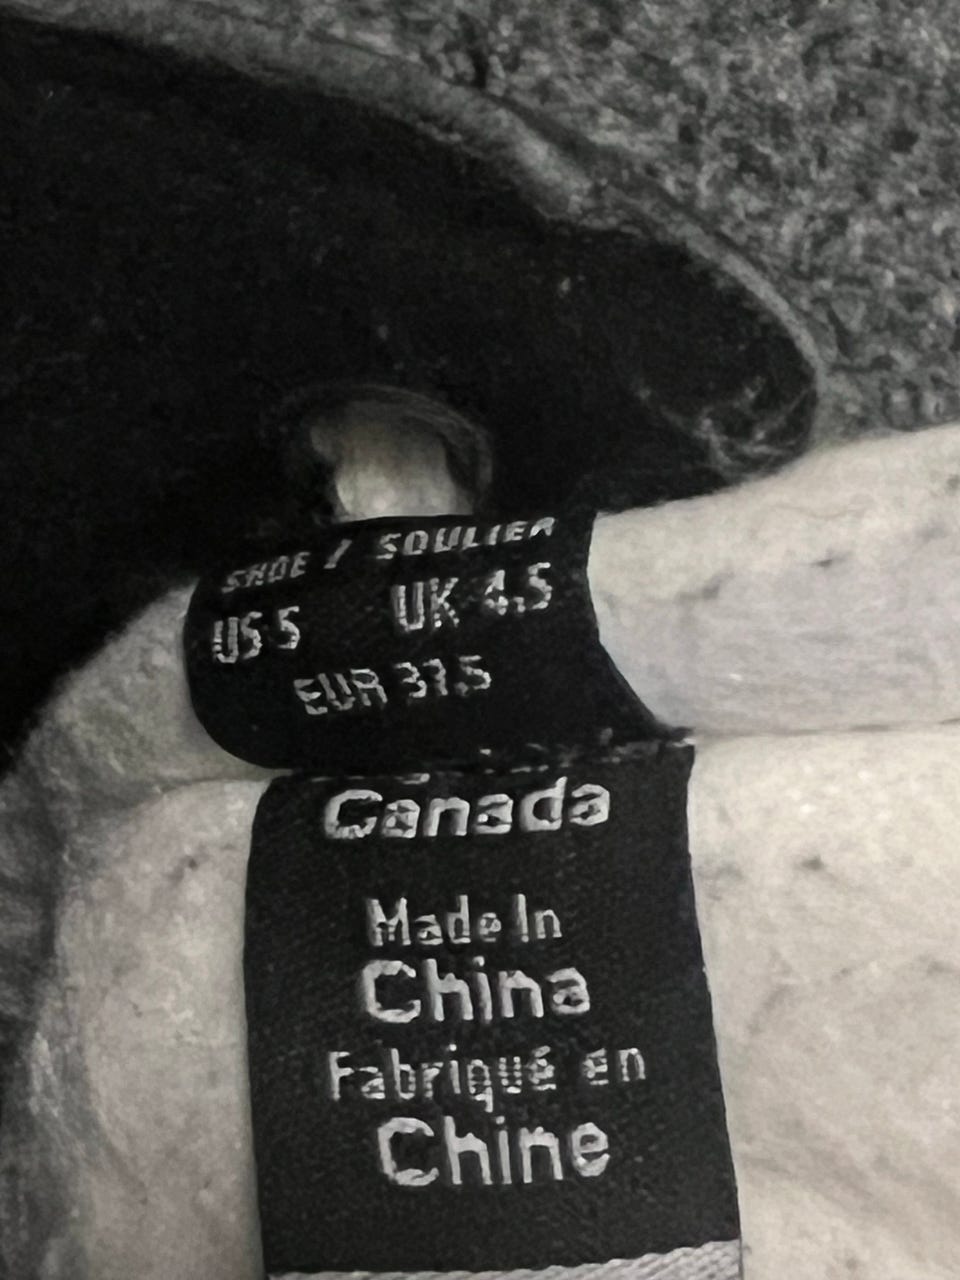 SHOE / SOULIER
US 5 UK 4.5
EUR 37.5
Canada
Made In
China
Fabriqué en
Chine